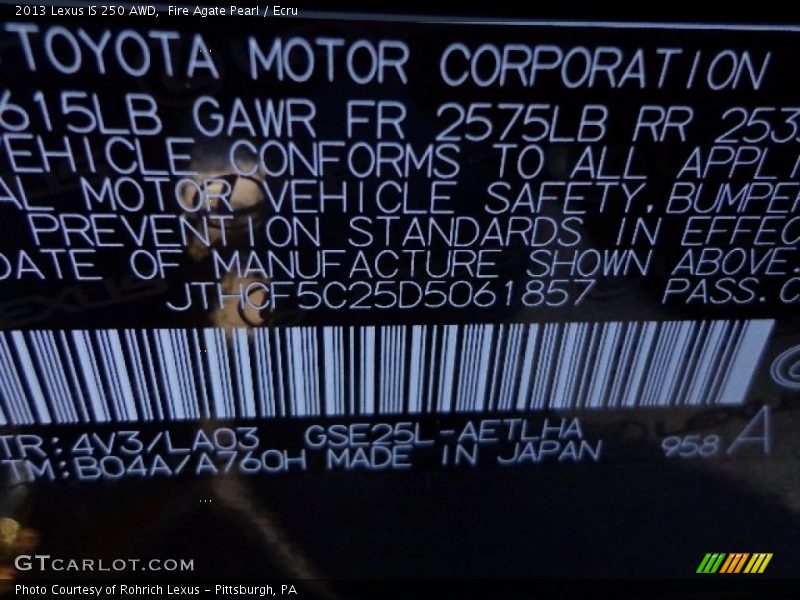 2013 Lexus IS 250 AWD,  Fire Agate Pearl / Ecru
TOYOTA MOTOR CORPORATION
615LB GAWR FR 2575LB RR 253
VEHICLE CONFORMS TO ALL APPLI
AL MOTOR VEHICLE SAFETY, BUMPER
PREVENTION STANDARDS IN EFFEC
DATE OF MANUFACTURE SHOWN ABOVE.
JTHCF5C25D5061857 PASS.C
TR:4V3/LA03 GSE25L-AETLHA
TM:B04A/A760H MADE IN JAPAN 958 A
GTCARLOT.COM
Photo Courtesy of Rohrich Lexus - Pittsburgh, PA